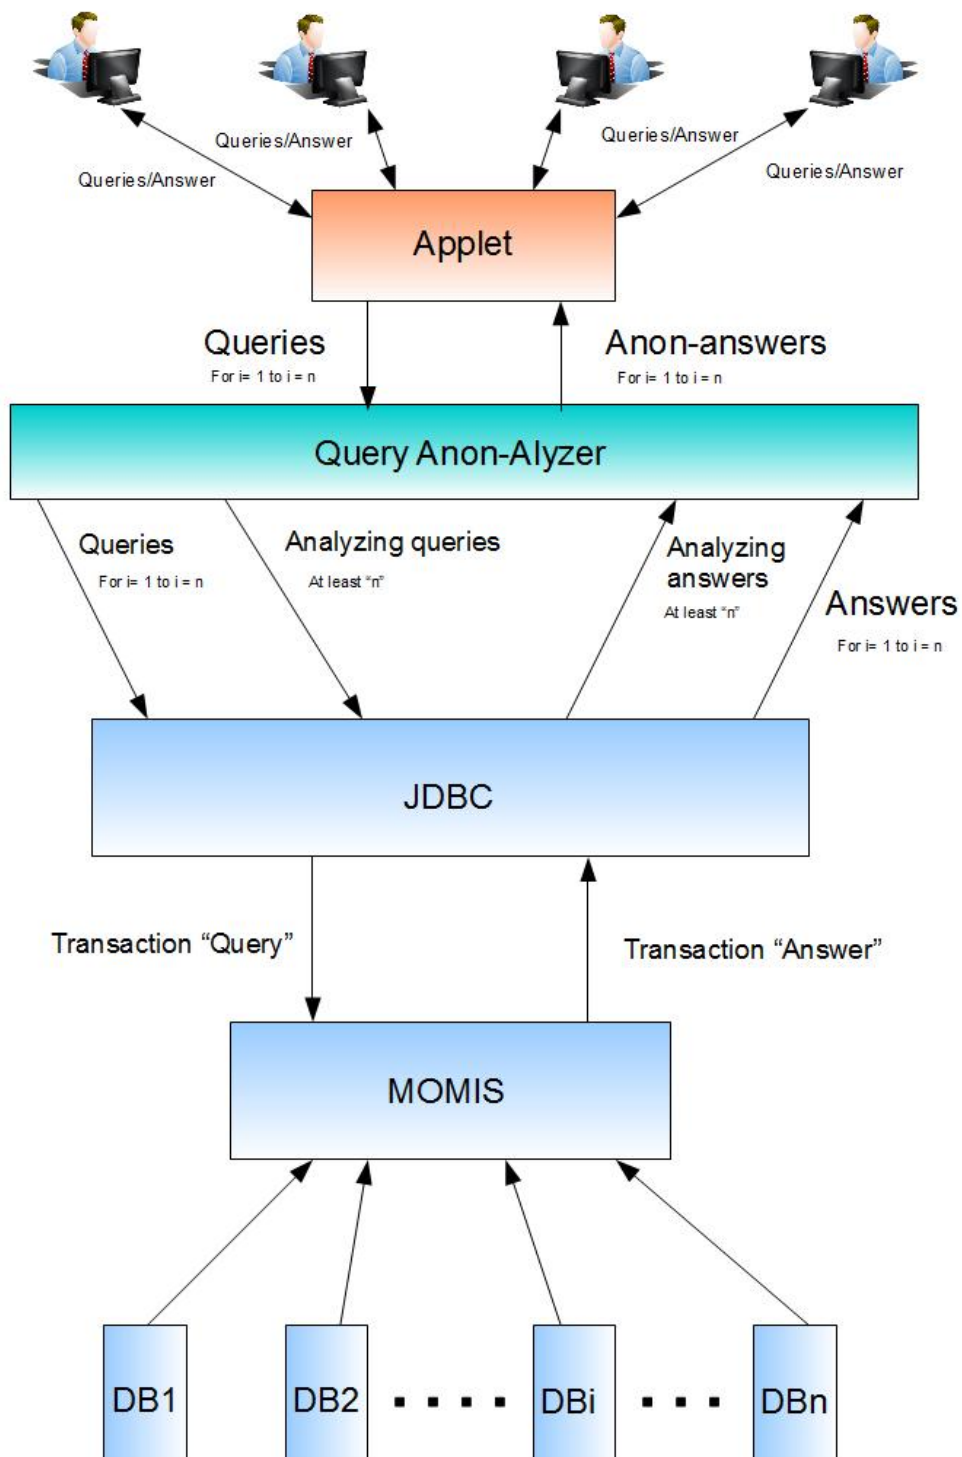 Queries/Answer
Queries/Answer
Queries/Answer
Queries/Answer
Applet
Queries
For i= 1 to i = n
Anon-answers
For i= 1 to i = n
Query Anon-Alyzer
Queries
For i= 1 to i = n
Analyzing queries
At least “n”
Analyzing
answers
At least “n”
Answers
For i= 1 to i = n
JDBC
Transaction “Query”
Transaction “Answer”
MOMIS
DB1
DB2
DBi
DBn